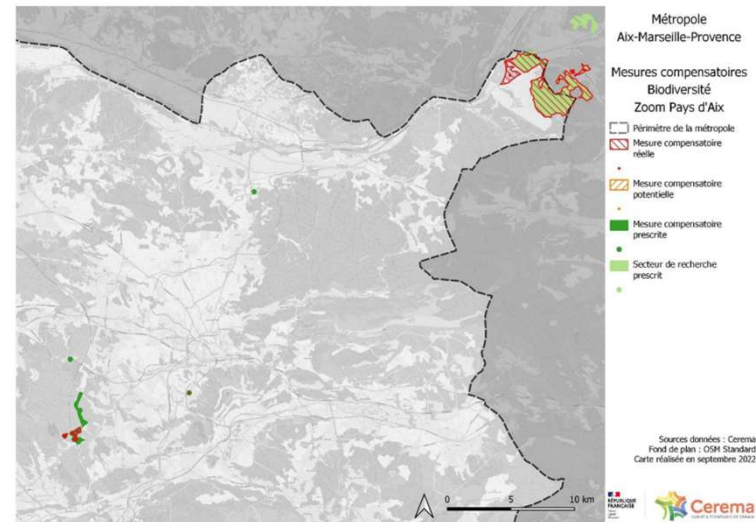 Métropole
Aix-Marseille-Provence
Mesures compensatoires
Biodiversité
Zoom Pays d'Aix
Périmètre de la métropole
Mesure compensatoire
réelle
Mesure compensatoire
potentielle
Mesure compensatoire
prescrite
Secteur de recherche
prescrit
Sources données : Cerema
Fond de plan : OSM Standard
Carte réalisée en septembre 2022
0 5 10 km
RÉPUBLIQUE
FRANÇAISE
Cerema